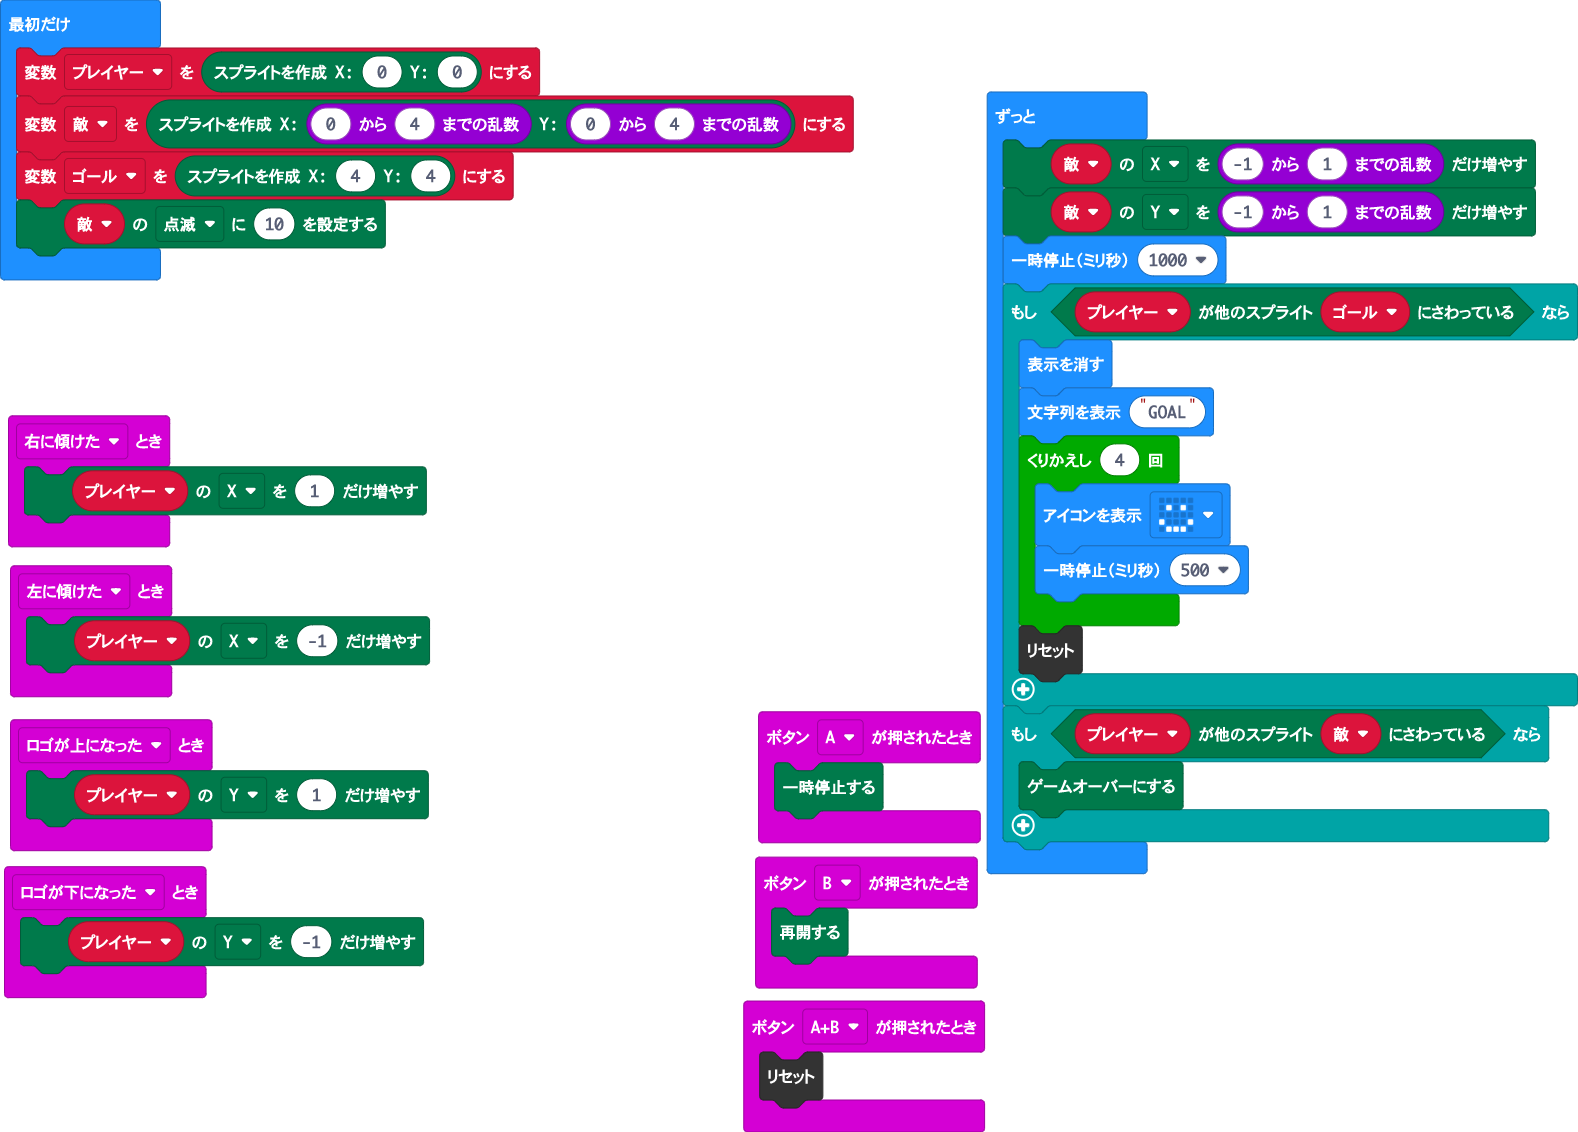 最初だけ
変数 プレイヤー を スプライトを作成 X: 0 Y: 0 にする
変数 敵 を スプライトを作成 X: 0 から 4 までの乱数 Y: 0 から 4 までの乱数 にする
変数 ゴール を スプライトを作成 X: 4 Y: 4 にする
敵 の 点滅 に 10 を設定する
右に傾けた とき
プレイヤー の X を 1 だけ増やす
左に傾けた とき
プレイヤー の X を -1 だけ増やす
ロゴが上になった とき
プレイヤー の Y を 1 だけ増やす
ロゴが下になった とき
プレイヤー の Y を -1 だけ増やす
ボタン A が押されたとき
一時停止する
ボタン B が押されたとき
再開する
ボタン A+B が押されたとき
リセット
ずっと
敵 の X を -1 から 1 までの乱数 だけ増やす
敵 の Y を -1 から 1 までの乱数 だけ増やす
一時停止(ミリ秒) 1000
もし プレイヤー が他のスプライト ゴール にさわっている なら
表示を消す
文字列を表示 "GOAL"
くりかえし 4 回
アイコンを表示
一時停止(ミリ秒) 500
リセット
もし プレイヤー が他のスプライト 敵 にさわっている なら
ゲームオーバーにする